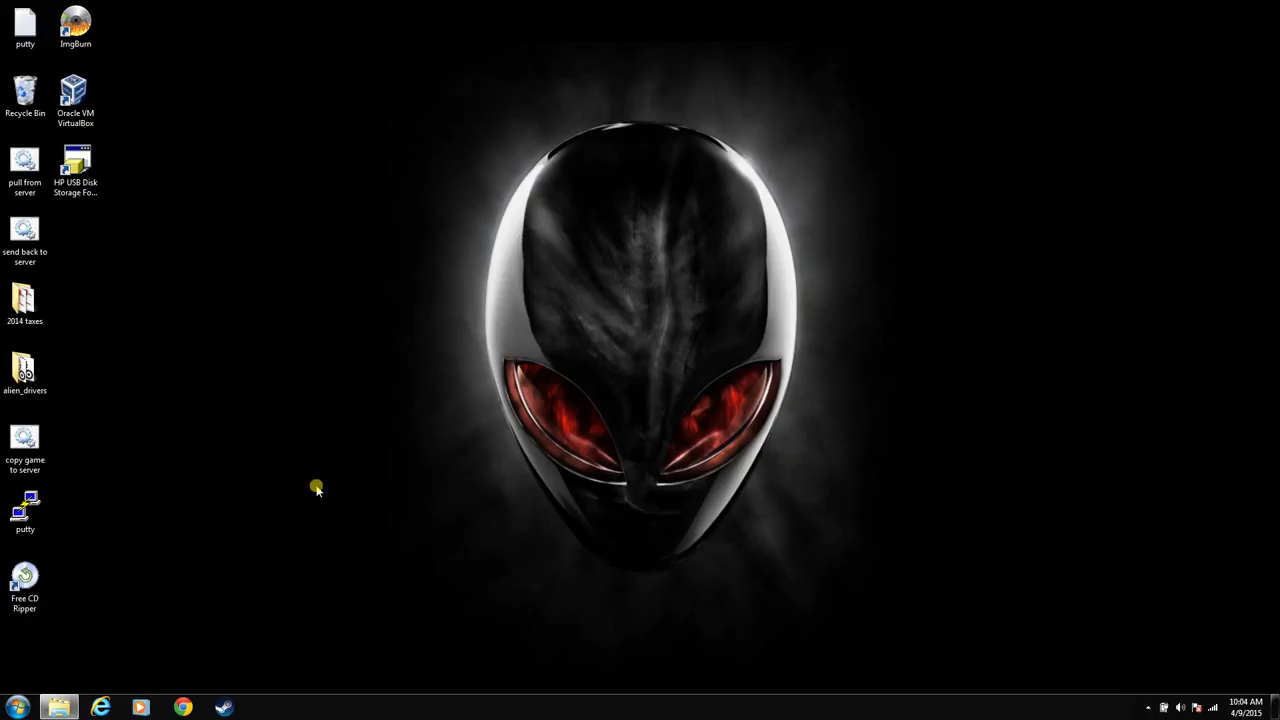 putty
ImgBurn
Recycle Bin
Oracle VM
VirtualBox
pull from
server
HP USB Disk
Storage Fo...
send back to
server
2014 taxes
alien_drivers
copy game
to server
putty
Free CD
Ripper
10:04 AM
4/9/2015